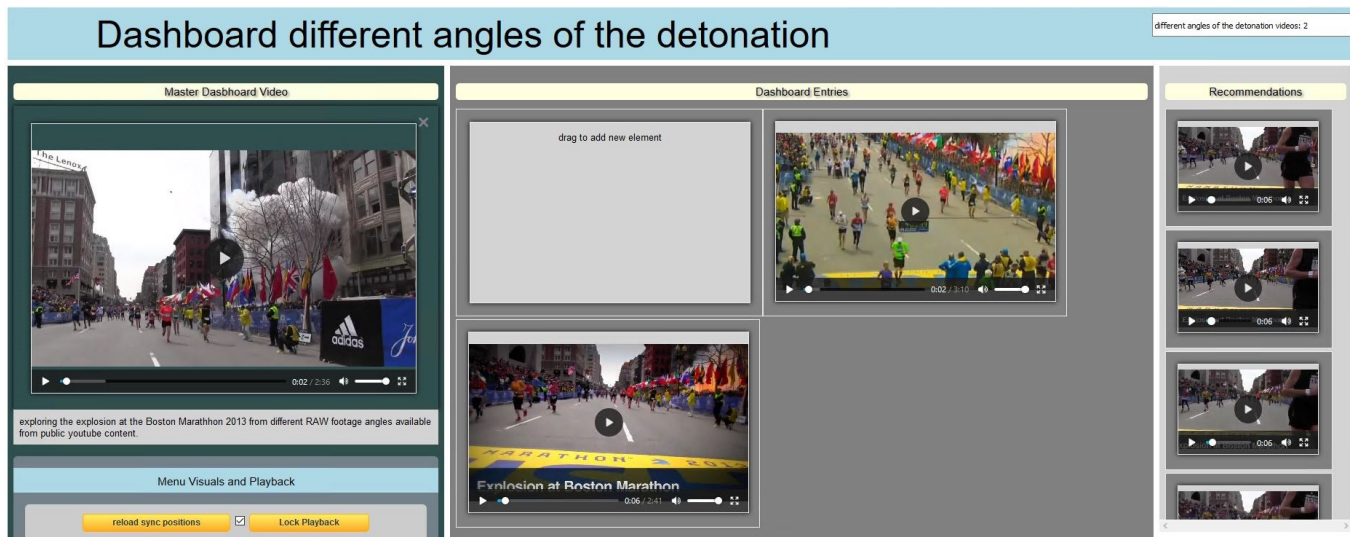 Dashboard different angles of the detonation
different angles of the detonation videos: 2
Master Dasbhoard Video
The Lenox
adidas
0:02 / 2:36
exploring the explosion at the Boston Marathhon 2013 from different RAW footage angles available
from public youtube content.
Menu Visuals and Playback
reload sync positions
Lock Playback
Dashboard Entries
drag to add new element
0:02 / 3:10
MARATHON
Explosion at Boston Marathon
0:06 / 2:41
Recommendations
0:06
0:06
0:06